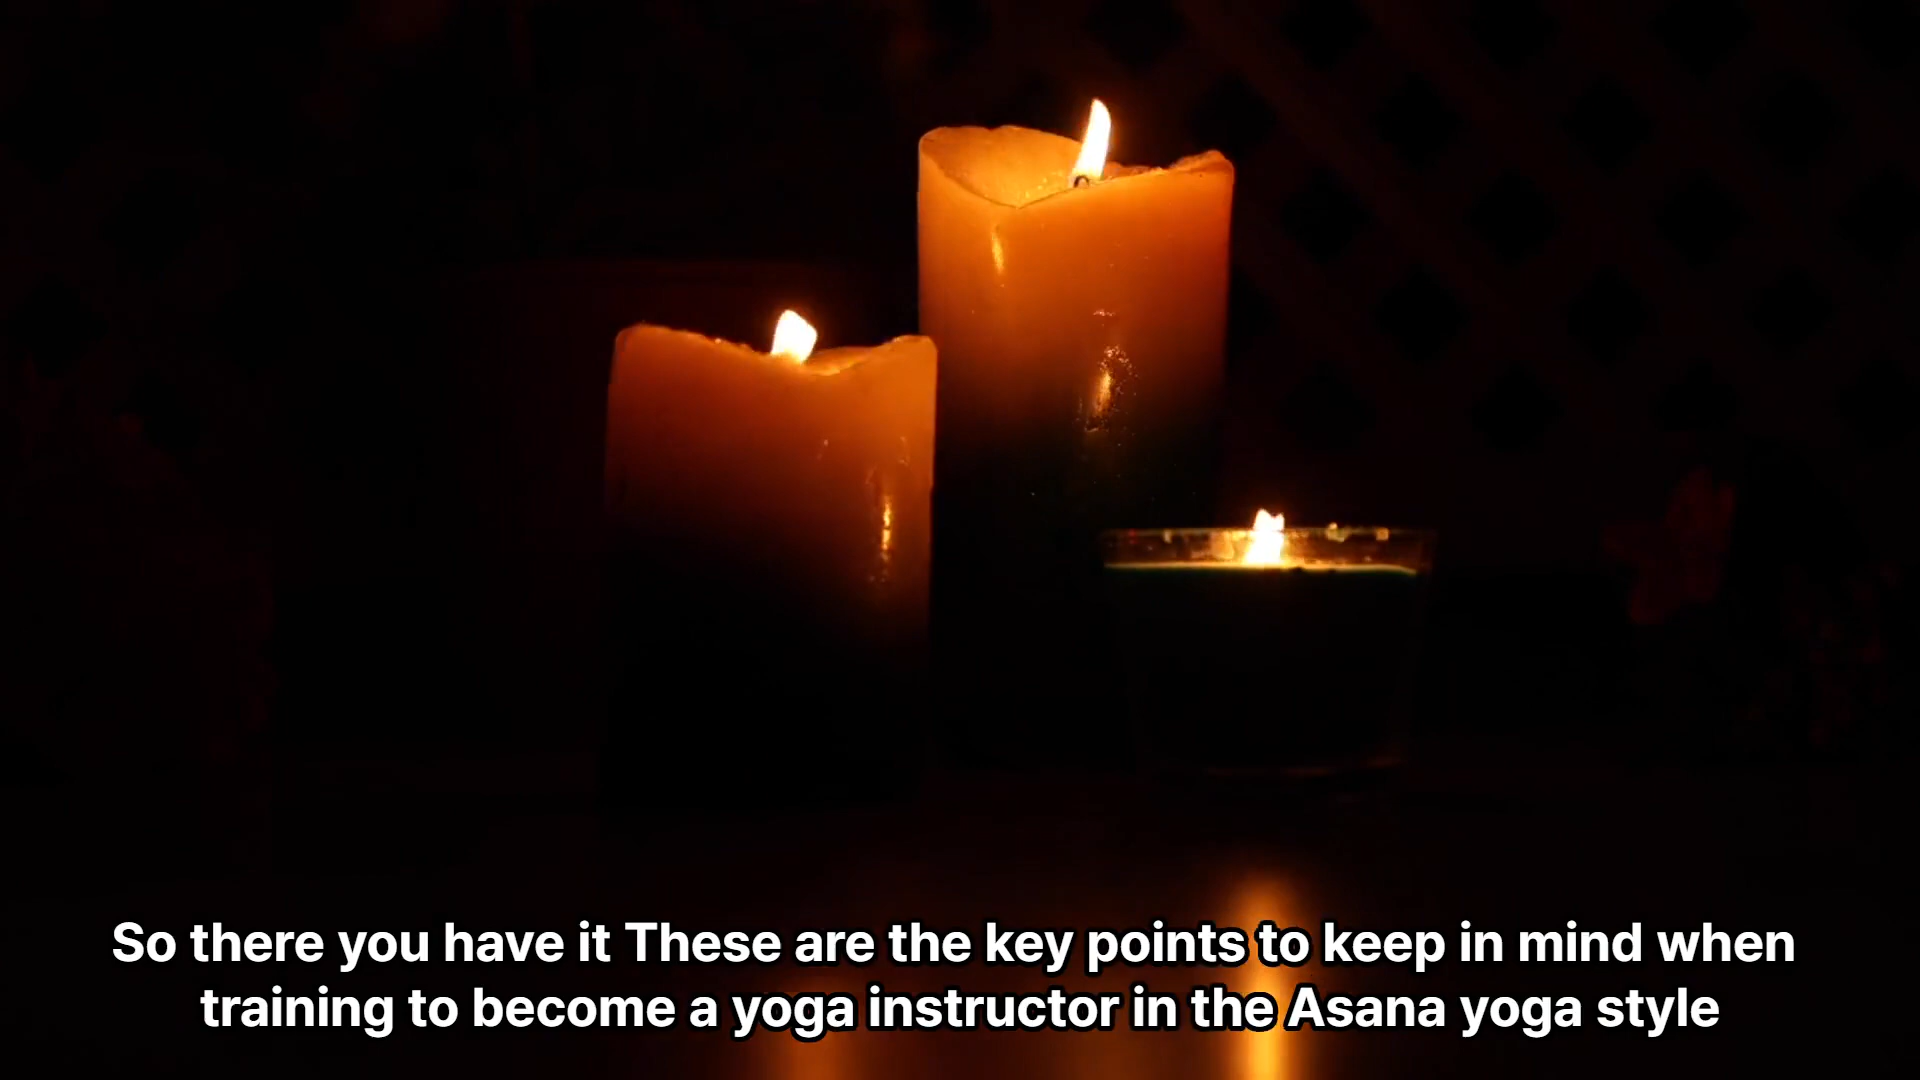 So there you have it These are the key points to keep in mind when
training to become a yoga instructor in the Asana yoga style